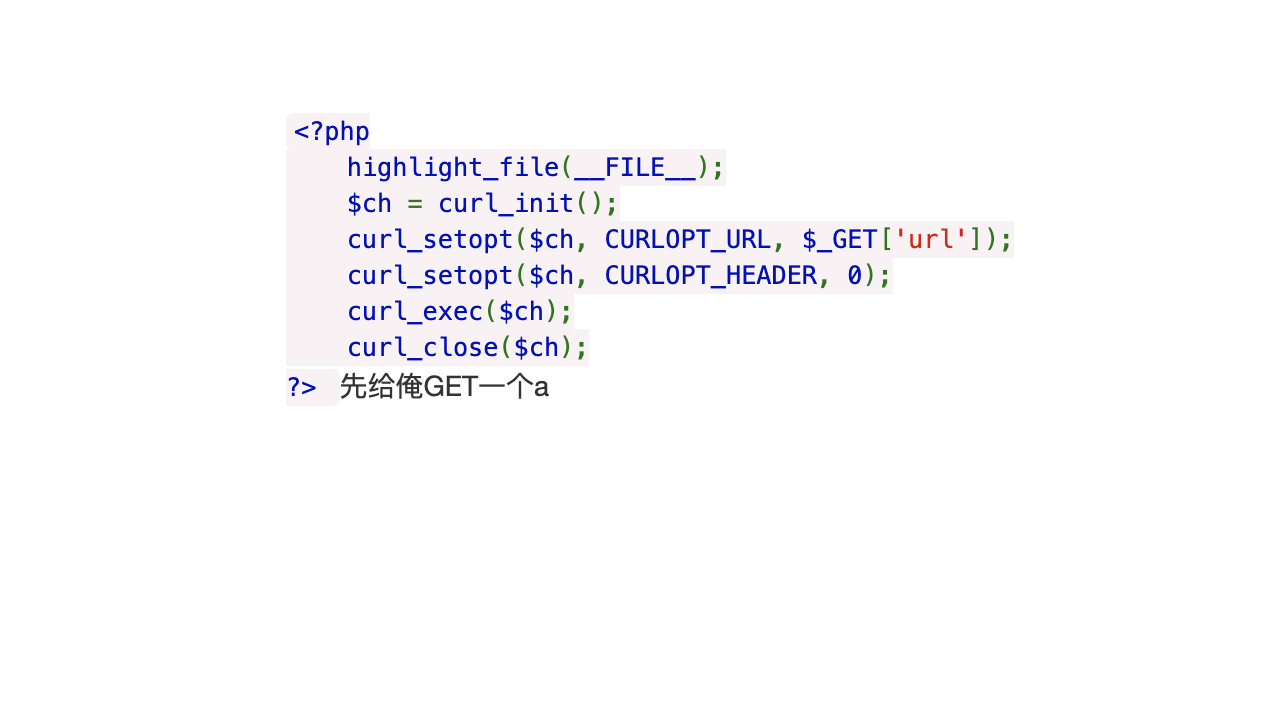 <?php
    highlight_file(__FILE__);
    $ch = curl_init();
    curl_setopt($ch, CURLOPT_URL, $_GET['url']);
    curl_setopt($ch, CURLOPT_HEADER, 0);
    curl_exec($ch);
    curl_close($ch);
?> 先给俺GET一个a